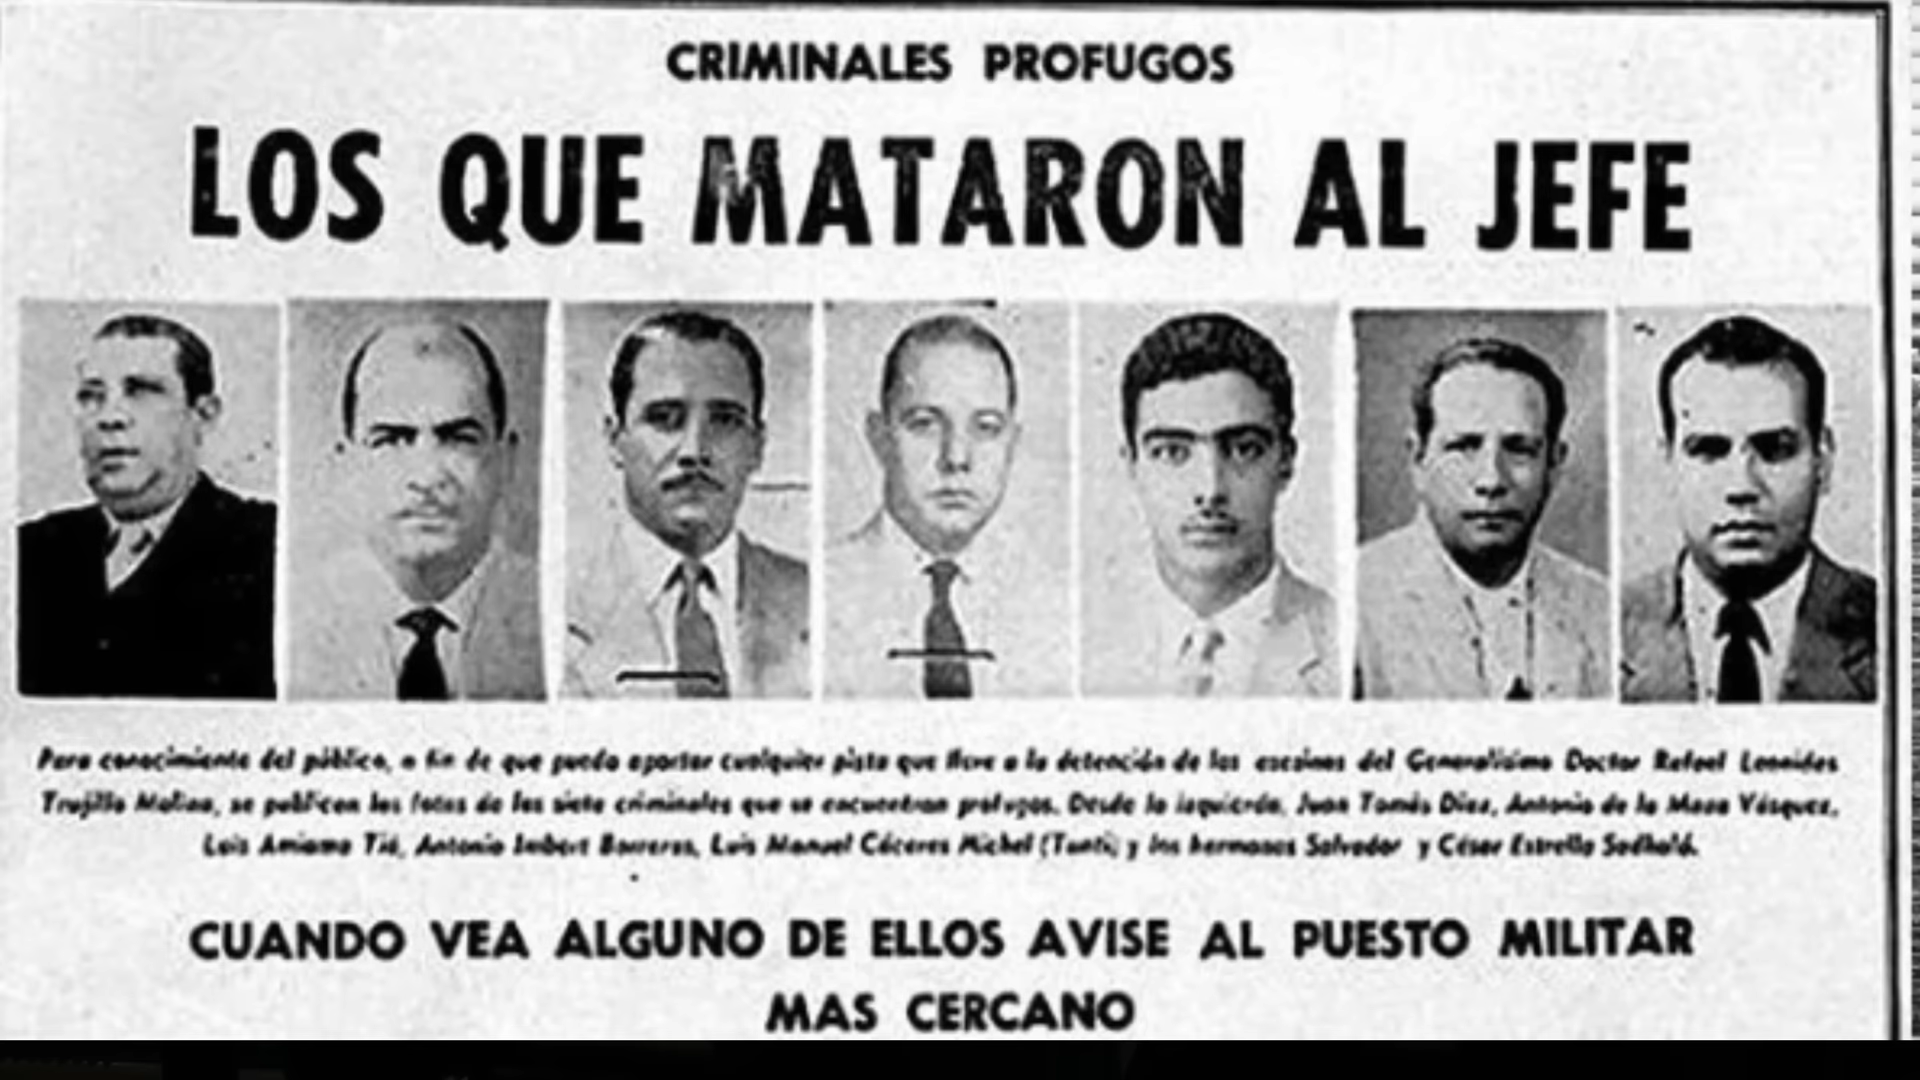 CRIMINALES PROFUGOS
LOS QUE MATARON AL JEFE
Para conocimiento del público, a fin de que pueda aportar cualquier pista que lleve a la detención de los asesinos del Generalísimo Doctor Rafael Leonidas
Trujillo Molina, se publican las fotos de los siete criminales que se encuentran prófugos. Desde la izquierda, Juan Tomás Díaz, Antonio de la Maza Vásquez,
Luis Amiama Tió, Antonio Imbert Barreras, Luis Manuel Cáceres Michel (Tunti) y los hermanos Salvador y César Estrella Sadhalá.
CUANDO VEA ALGUNO DE ELLOS AVISE AL PUESTO MILITAR
MAS CERCANO